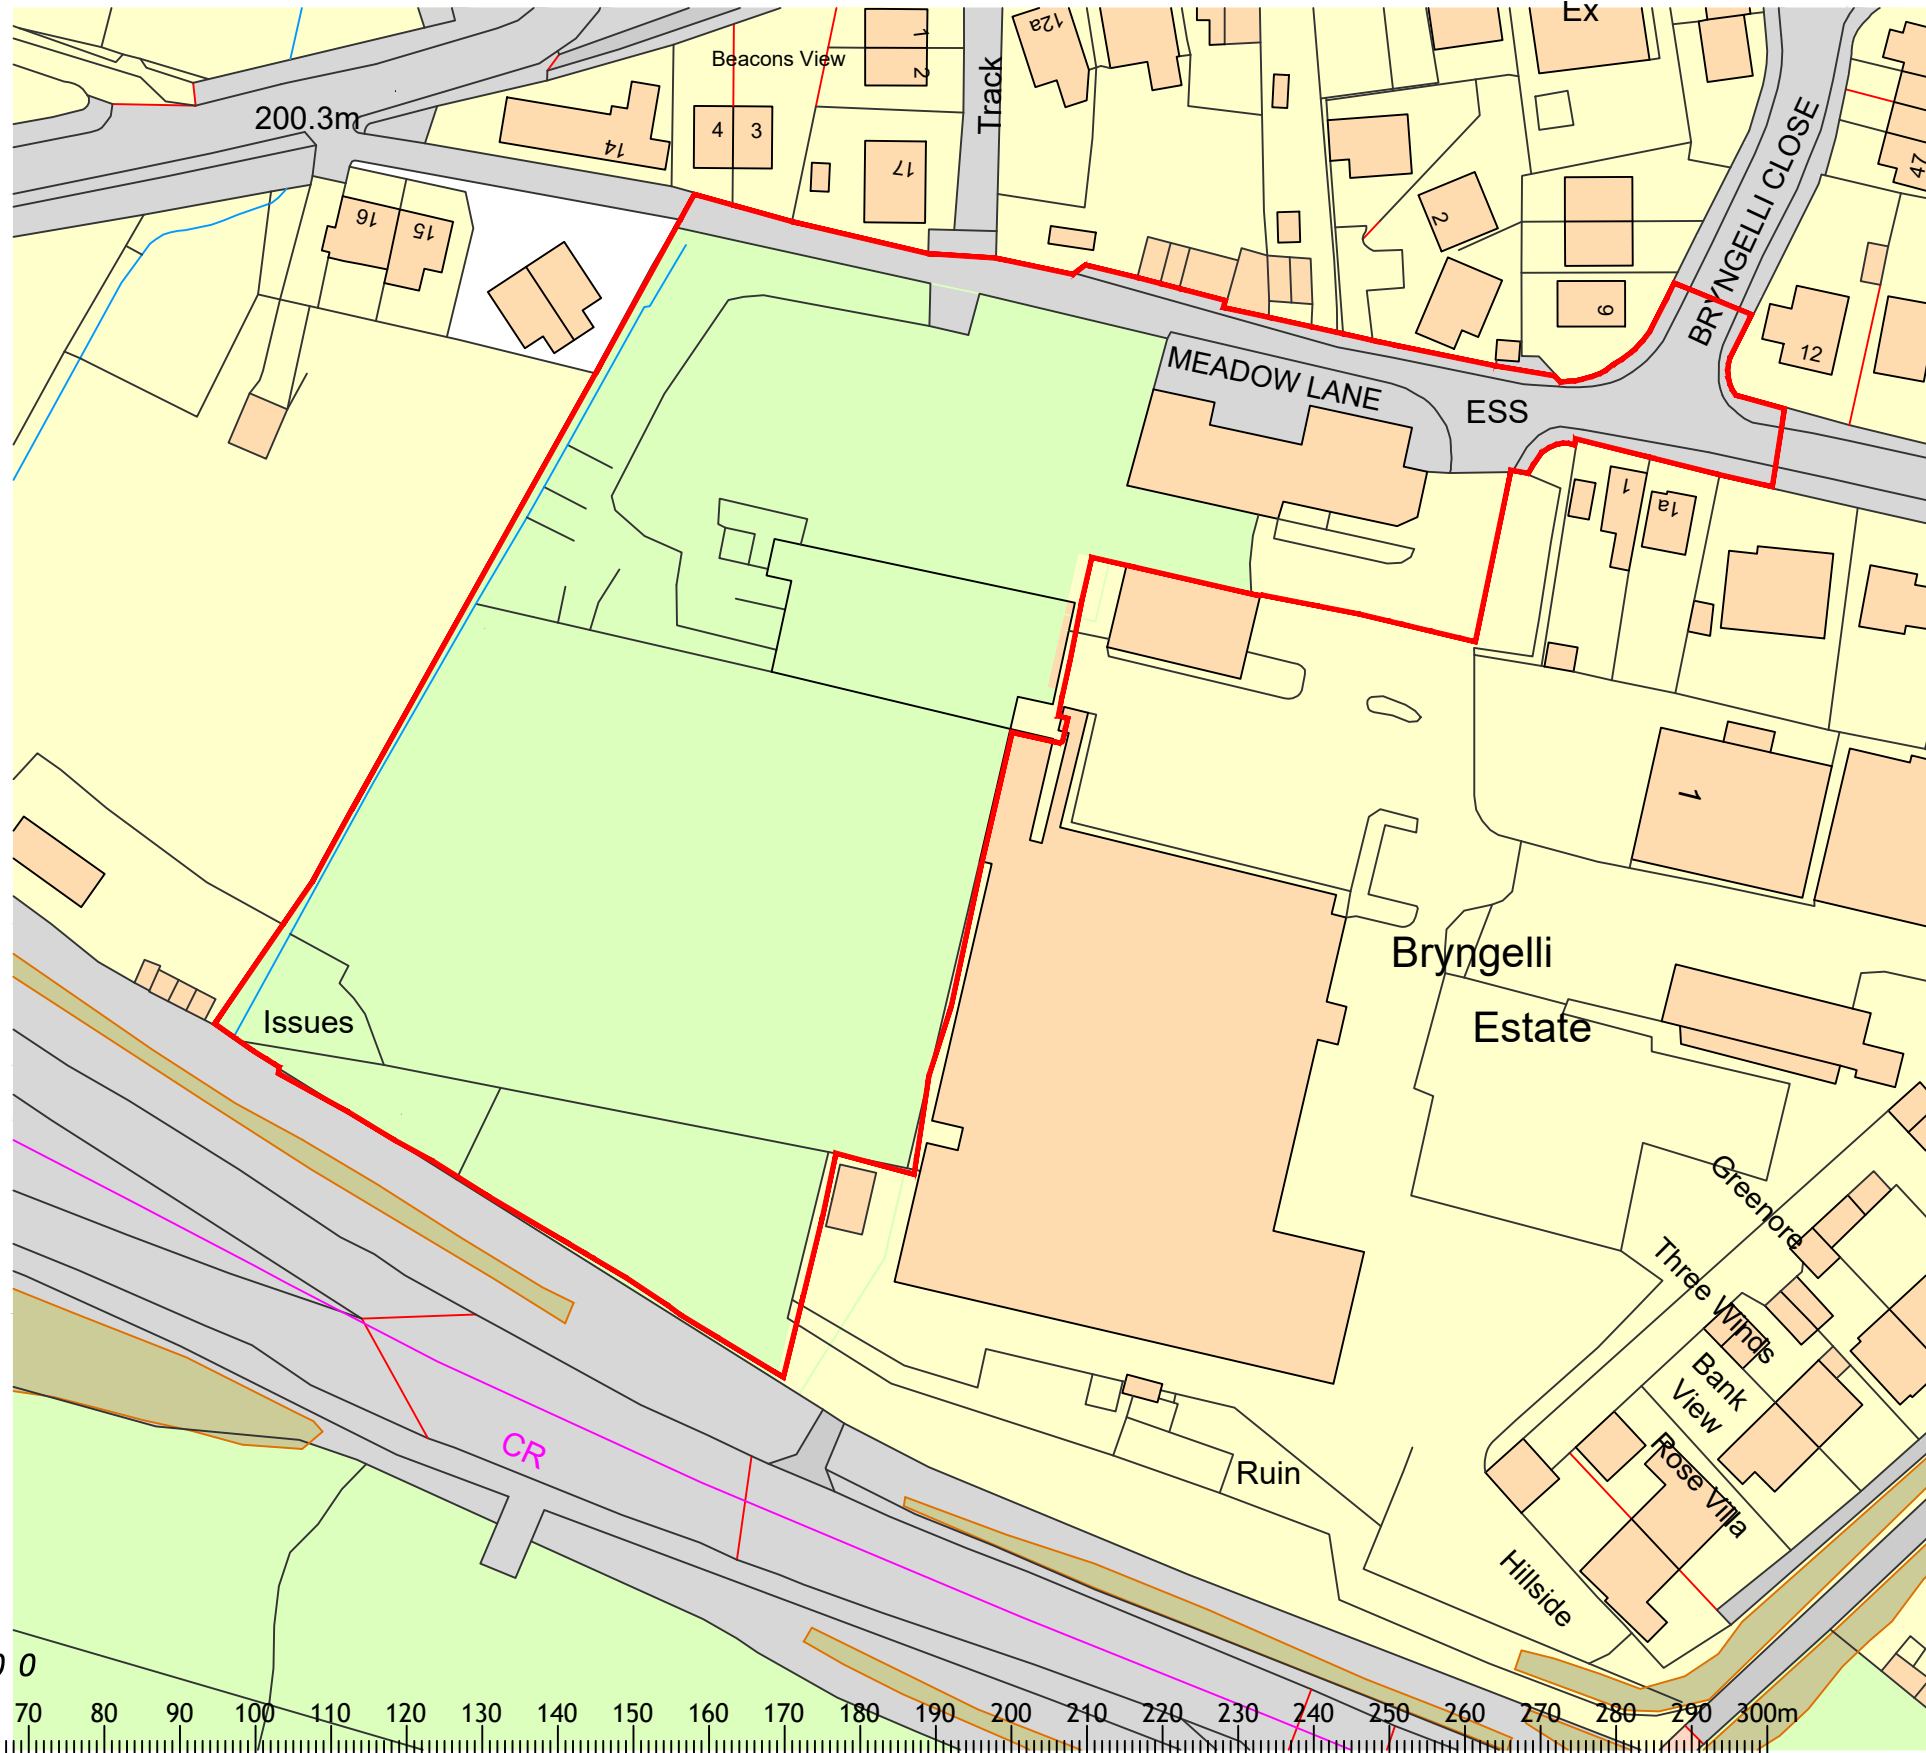 Ex
12a
1
2
Beacons View
Track
200.3m
14
4
3
17
BRYNGELLI CLOSE
47
16
15
2
9
12
MEADOW LANE
ESS
1
1a
1
Bryngelli
Estate
Issues
Greenore
Three Winds
Bank
View
Rose Villa
Hillside
CR
Ruin
0
70 80 90 100 110 120 130 140 150 160 170 180 190 200 210 220 230 240 250 260 270 280 290 300m